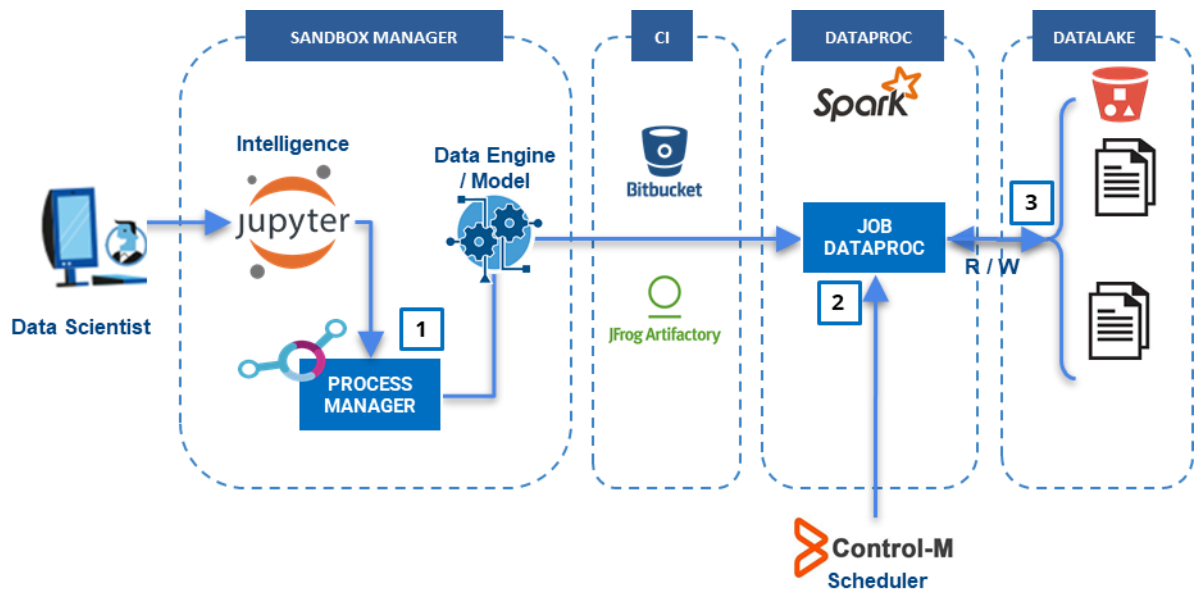 SANDBOX MANAGER
CI
DATAPROC
DATALAKE
Spark
Intelligence
Data Engine
/ Model
Bitbucket
jupyter
3
JOB
DATAPROC
R / W
2
Data Scientist
1
JFrog Artifactory
PROCESS
MANAGER
Control-M
Scheduler